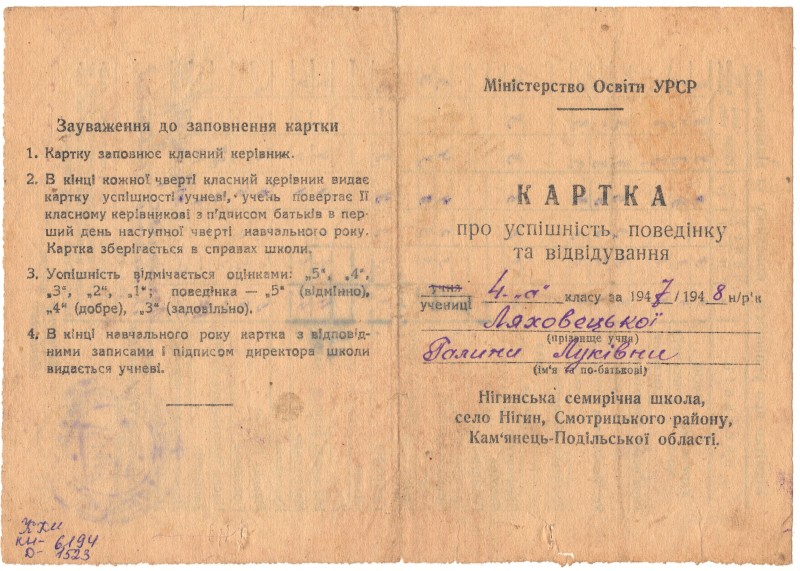 Зауваження до заповнення картки
1. Картку заповнює класний керівник.
2. В кінці кожної чверті класний керівник видає
картку успішності учневі, учень повертає її
класному керівникові з підписом батьків в пер-
ший день наступної чверті навчального року.
Картка зберігається в справах школи.
3. Успішність відмічається оцінками: „5“, „4“,
„3“, „2“, „1“; поведінка — „5“ (відмінно),
„4“ (добре), „3“ (задовільно).
4. В кінці навчального року картка з відповід-
ними записами і підписом директора школи
видається учневі.
ККМ
КН- 6194
Д- 1523
Міністерство Освіти УРСР
КАРТКА
про успішність, поведінку
та відвідування
учня
учениці 4 „а" класу за 1947/1948 н/рік
Ляховецької
(прізвище учня)
Галини Луківни
(ім'я та по-батькові)
Нігинська семирічна школа,
село Нігин, Смотрицького району,
Кам'янець-Подільської області.